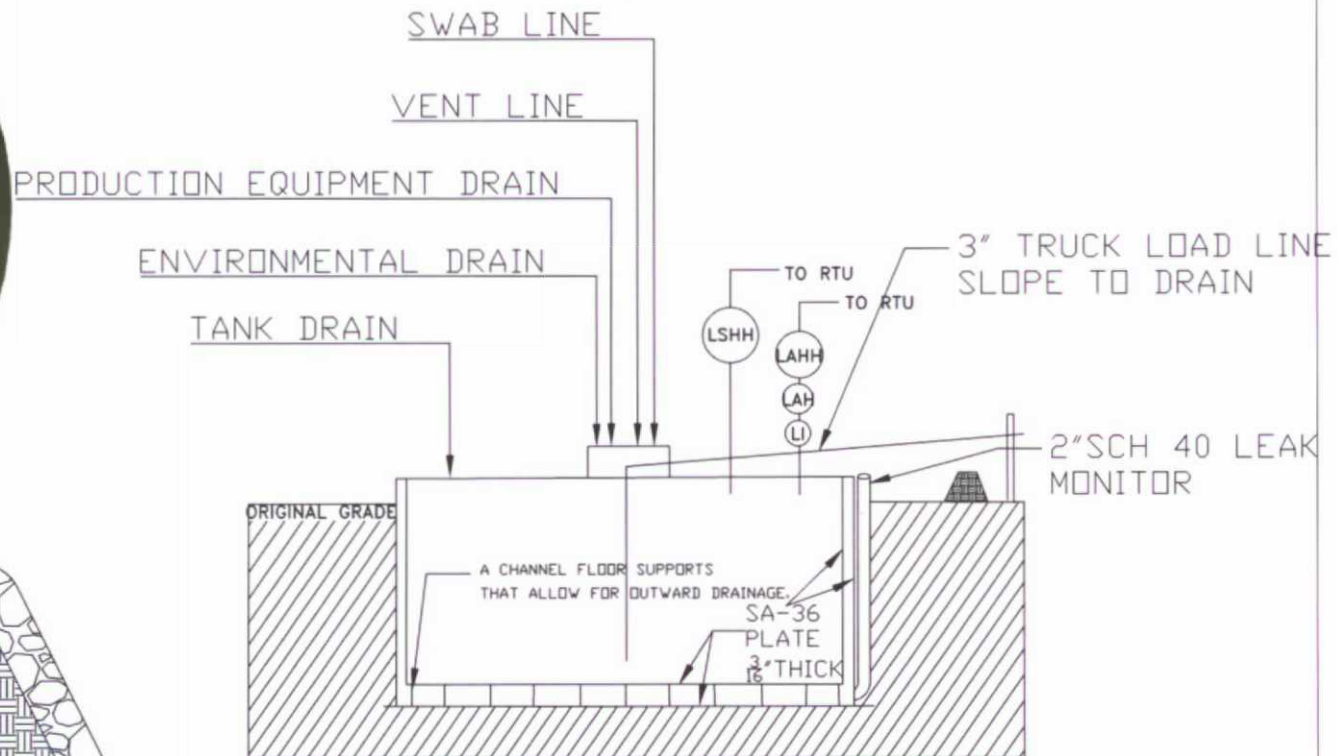 SWAB LINE
VENT LINE
PRODUCTION EQUIPMENT DRAIN
ENVIRONMENTAL DRAIN
TANK DRAIN
TO RTU
TO RTU
3" TRUCK LOAD LINE
SLOPE TO DRAIN
LSHH
LAHH
LAH
LI
2"SCH 40 LEAK
MONITOR
ORIGINAL GRADE
A CHANNEL FLOOR SUPPORTS
THAT ALLOW FOR OUTWARD DRAINAGE.
SA-36
PLATE
3/16" THICK